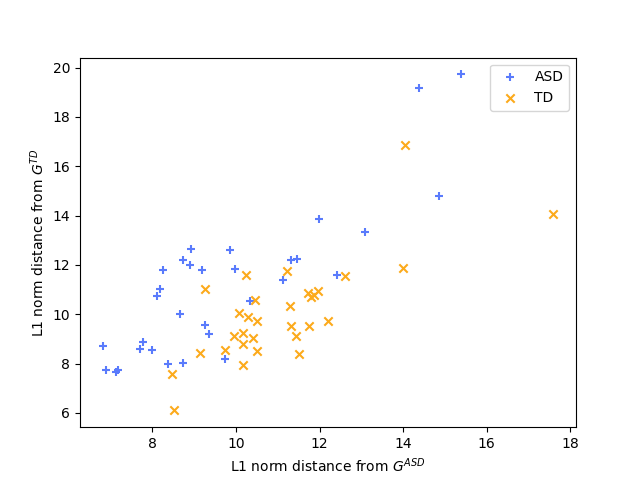 20
18
16
14
12
10
8
6
L1 norm distance from G^{TD}
ASD
TD
8 10 12 14 16 18
L1 norm distance from G^{ASD}